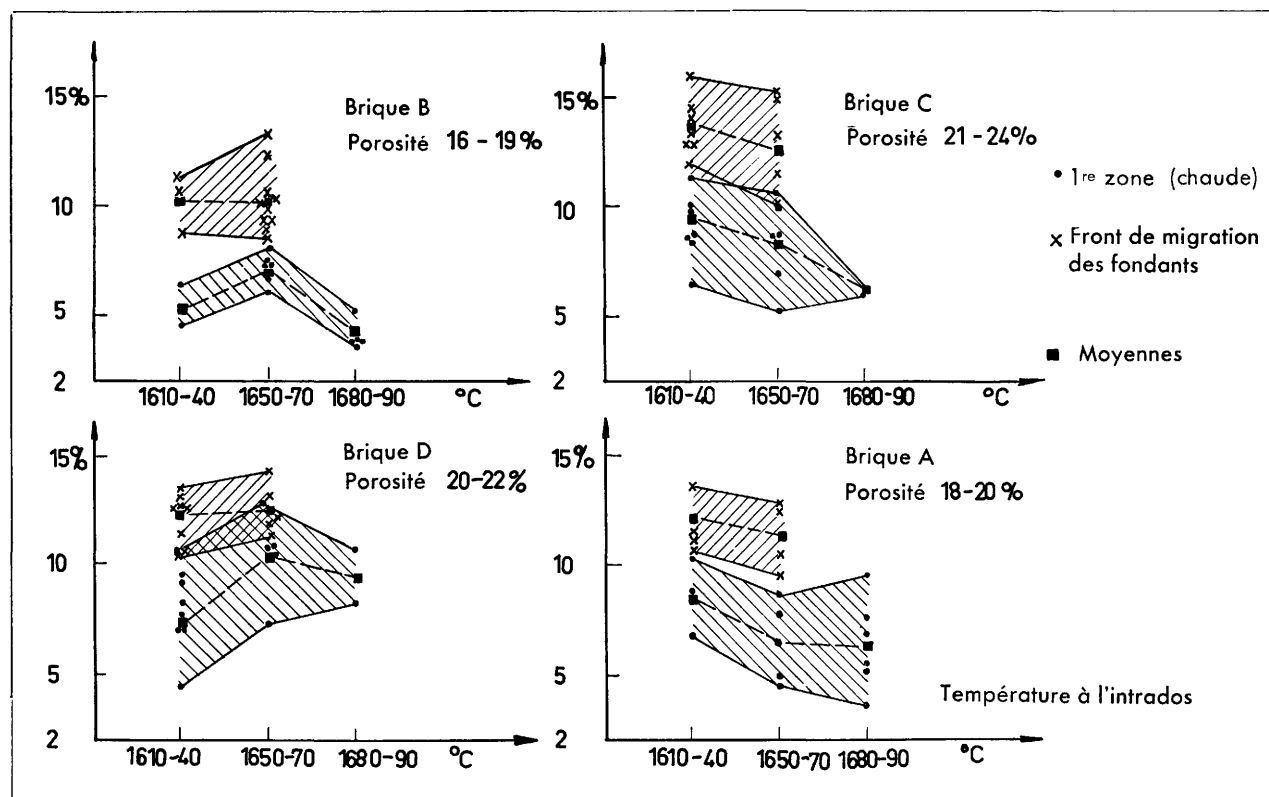 15%
Brique B
Porosité 16 - 19%
10
5
2
1610-40 1650-70 1680-90 °C
15%
Brique C
Porosité 21 - 24%
10
5
2
1610-40 1650-70 1680-90 °C
• 1re zone (chaude)
x Front de migration
des fondants
■ Moyennes
15%
Brique D
Porosité 20-22%
10
5
2
1610-40 1650-70 1680-90 °C
15%
Brique A
Porosité 18-20 %
10
5
2
1610-40 1650-70 1680-90 °C
Température à l'intrados